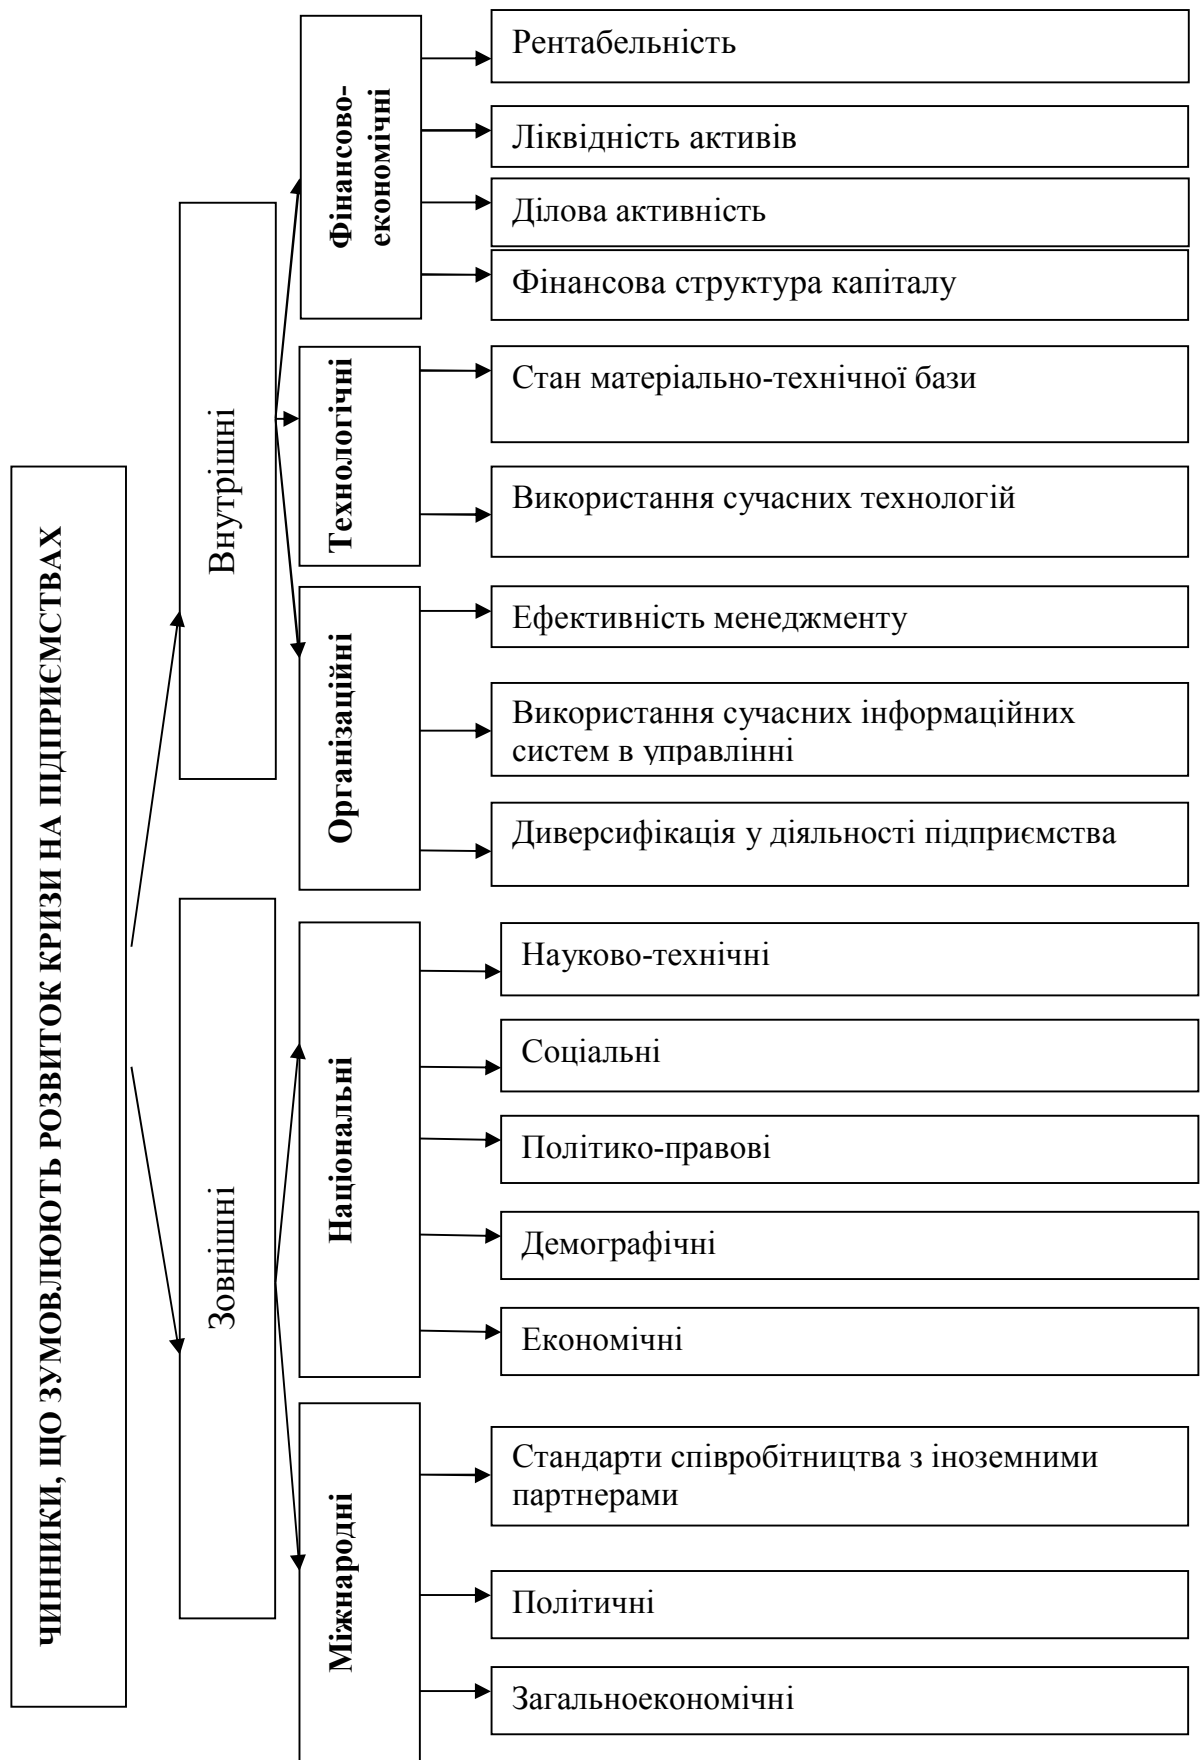 ЧИННИКИ, ЩО ЗУМОВЛЮЮТЬ РОЗВИТОК КРИЗИ НА ПІДПРИЄМСТВАХ
Внутрішні
Фінансово-
економічні
Рентабельність
Ліквідність активів
Ділова активність
Фінансова структура капіталу
Технологічні
Стан матеріально-технічної бази
Використання сучасних технологій
Організаційні
Ефективність менеджменту
Використання сучасних інформаційних
систем в управлінні
Диверсифікація у діяльності підприємства
Зовнішні
Національні
Науково-технічні
Соціальні
Політико-правові
Демографічні
Економічні
Міжнародні
Стандарти співробітництва з іноземними
партнерами
Політичні
Загальноекономічні